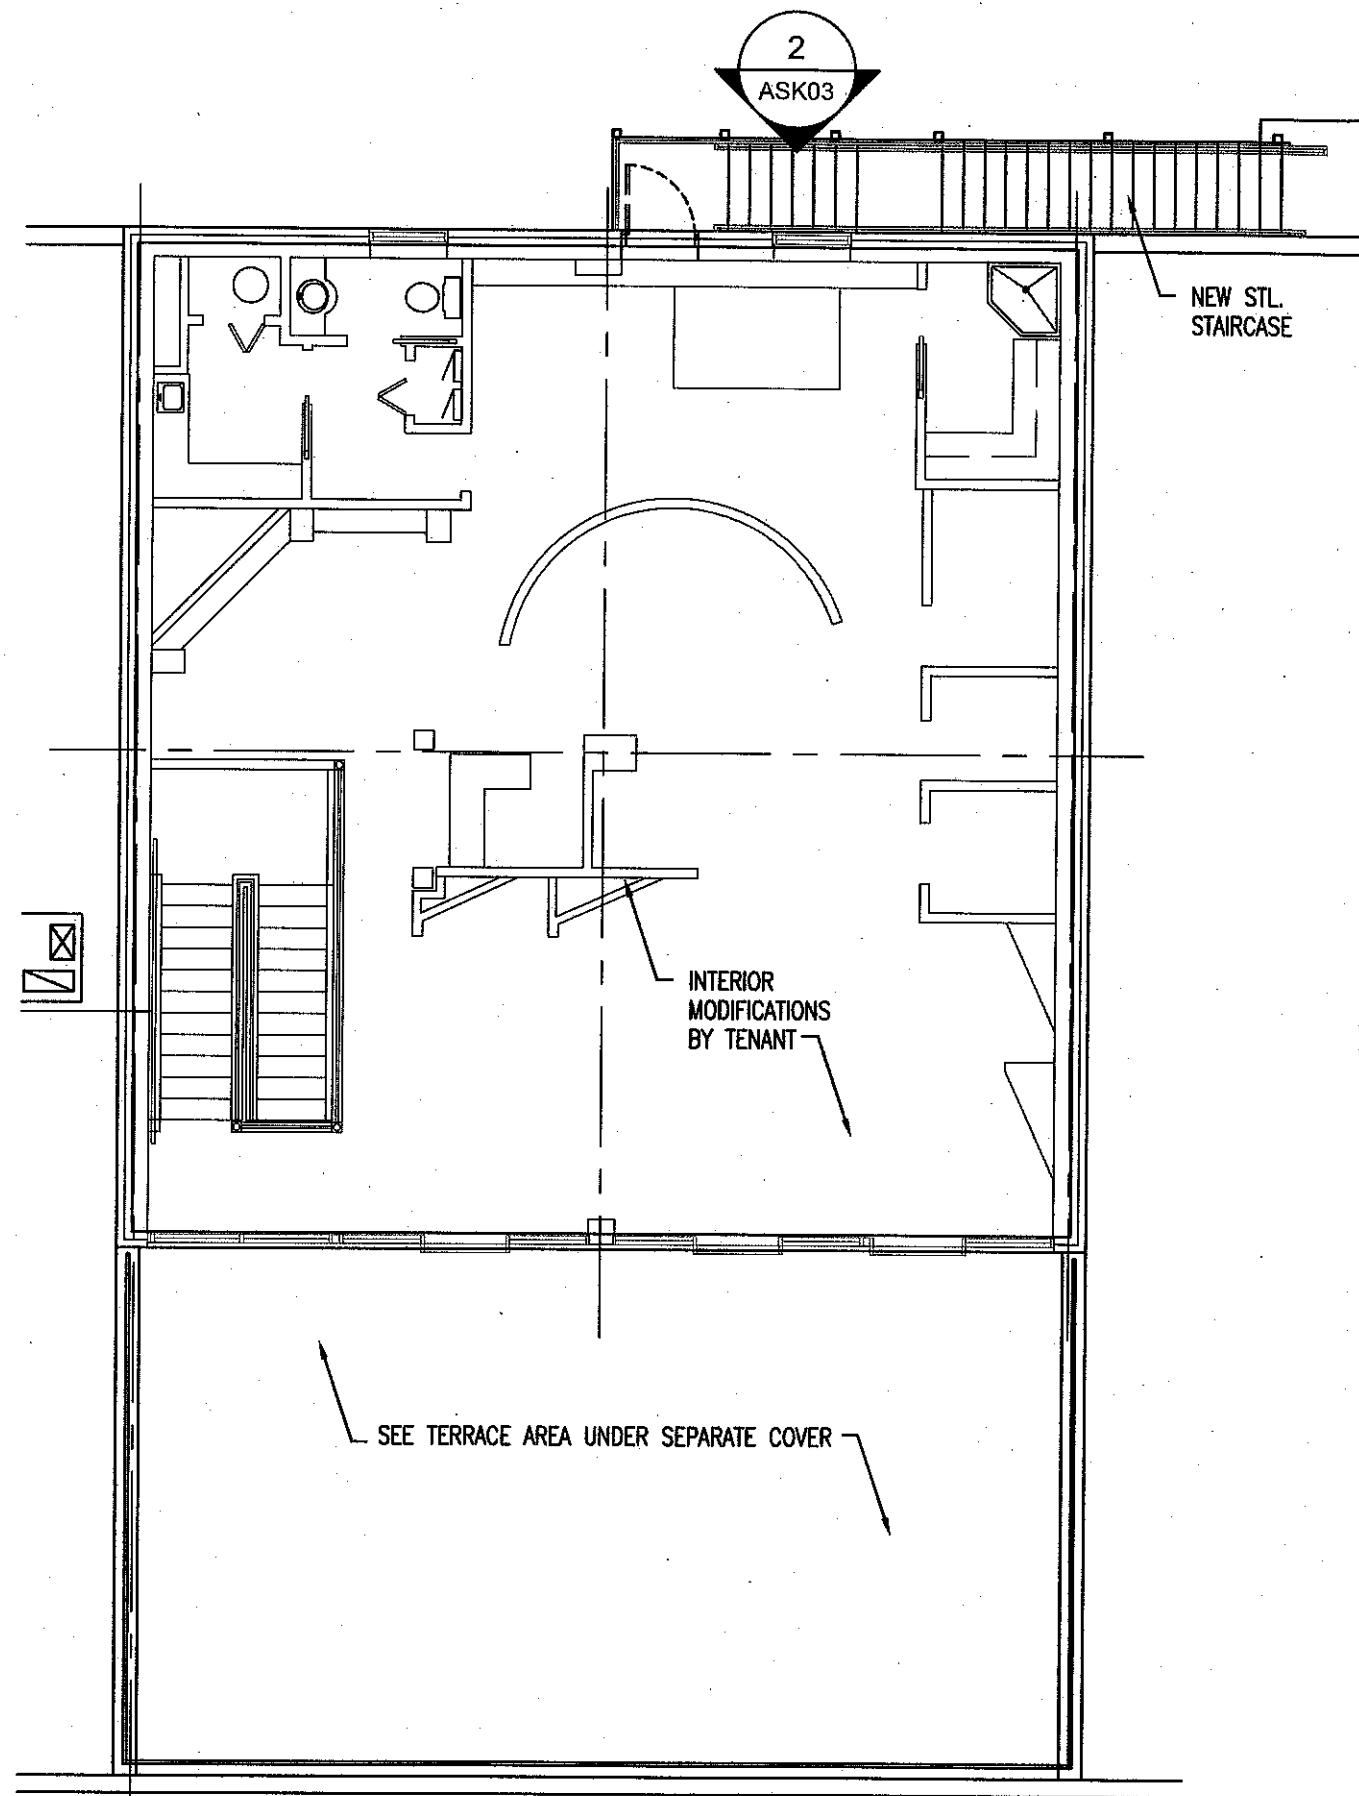 2
ASK03
NEW STL.
STAIRCASE
INTERIOR
MODIFICATIONS
BY TENANT
SEE TERRACE AREA UNDER SEPARATE COVER